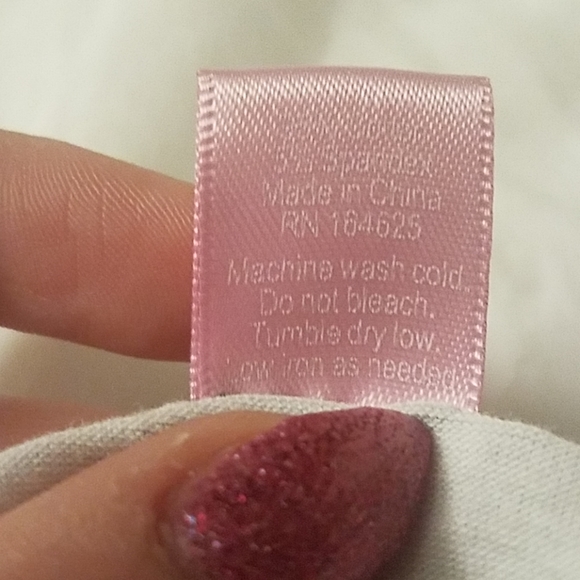 5% Spandex
Made in China
RN 164625
Machine wash cold.
Do not bleach.
Tumble dry low.
Low iron as needed.